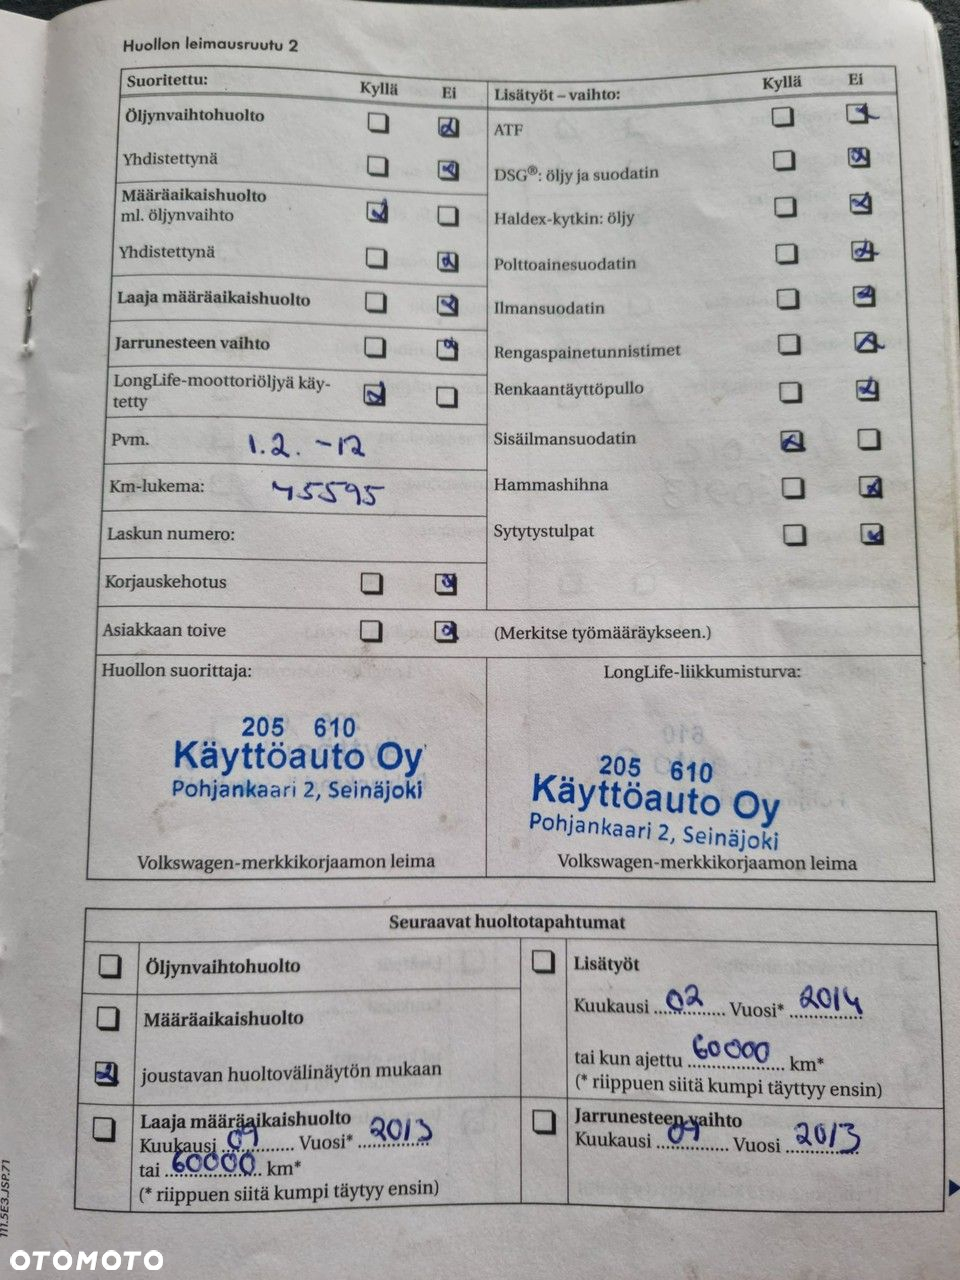 Huollon leimausruutu 2
Suoritettu: Kyllä Ei
Öljynvaihtohuolto
Yhdistettynä
Määräaikaishuolto
ml. öljynvaihto
Yhdistettynä
Laaja määräaikaishuolto
Jarrunesteen vaihto
LongLife-moottoriöljyä käy-
tetty
Pvm. 1.2. -12
Km-lukema: 45595
Laskun numero:
Korjauskehotus
Asiakkaan toive
(Merkitse työmääräykseen.)
Lisätyöt – vaihto: Kyllä Ei
ATF
DSG®: öljy ja suodatin
Haldex-kytkin: öljy
Polttoainesuodatin
Ilmansuodatin
Rengaspainetunnistimet
Renkaantäyttöpullo
Sisäilmansuodatin
Hammashihna
Sytytystulpat
Huollon suorittaja:
205 610
Käyttöauto Oy
Pohjankaari 2, Seinäjoki
Volkswagen-merkkikorjaamon leima
LongLife-liikkumisturva:
205 610
Käyttöauto Oy
Pohjankaari 2, Seinäjoki
Volkswagen-merkkikorjaamon leima
Seuraavat huoltotapahtumat
Öljynvaihtohuolto
Määräaikaishuolto
joustavan huoltovälinäytön mukaan
Laaja määräaikaishuolto
Kuukausi 09 Vuosi* 2013
tai 60000 km*
(* riippuen siitä kumpi täytyy ensin)
Lisätyöt
Kuukausi 02 Vuosi* 2014
tai kun ajettu 60000 km*
(* riippuen siitä kumpi täyttyy ensin)
Jarrunesteen vaihto
Kuukausi 09 Vuosi 2013
111.5E3.JSP.71
OTOMOTO